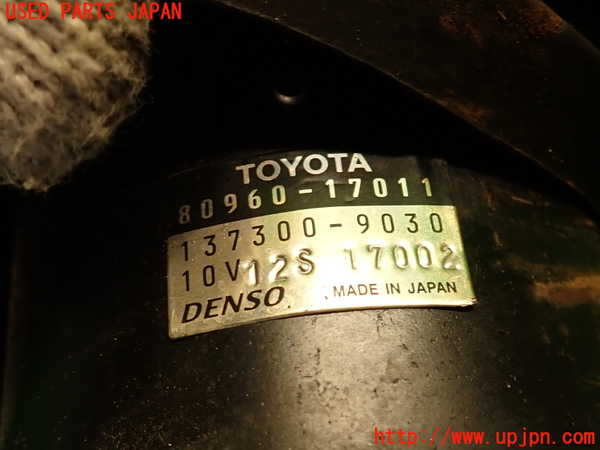 USED PARTS JAPAN
TOYOTA
80960-17011
137300-9030
10V12S 17002
DENSO. MADE IN JAPAN
http://www.upjpn.com/